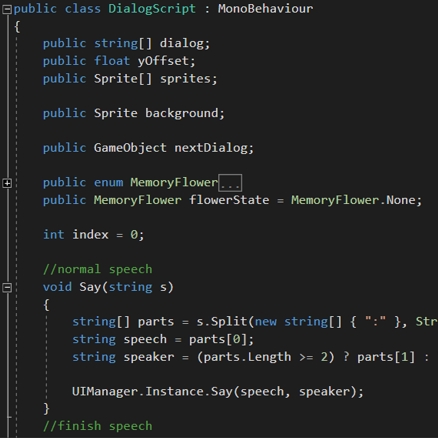 public class DialogScript : MonoBehaviour
{
public string[] dialog;
public float yOffset;
public Sprite[] sprites;
public Sprite background;
public GameObject nextDialog;
public enum MemoryFlower...
public MemoryFlower flowerState = MemoryFlower.None;
int index = 0;
//normal speech
void Say(string s)
{
string[] parts = s.Split(new string[] { ":" }, Str
string speech = parts[0];
string speaker = (parts.Length >= 2) ? parts[1] :
UIManager.Instance.Say(speech, speaker);
}
//finish speech